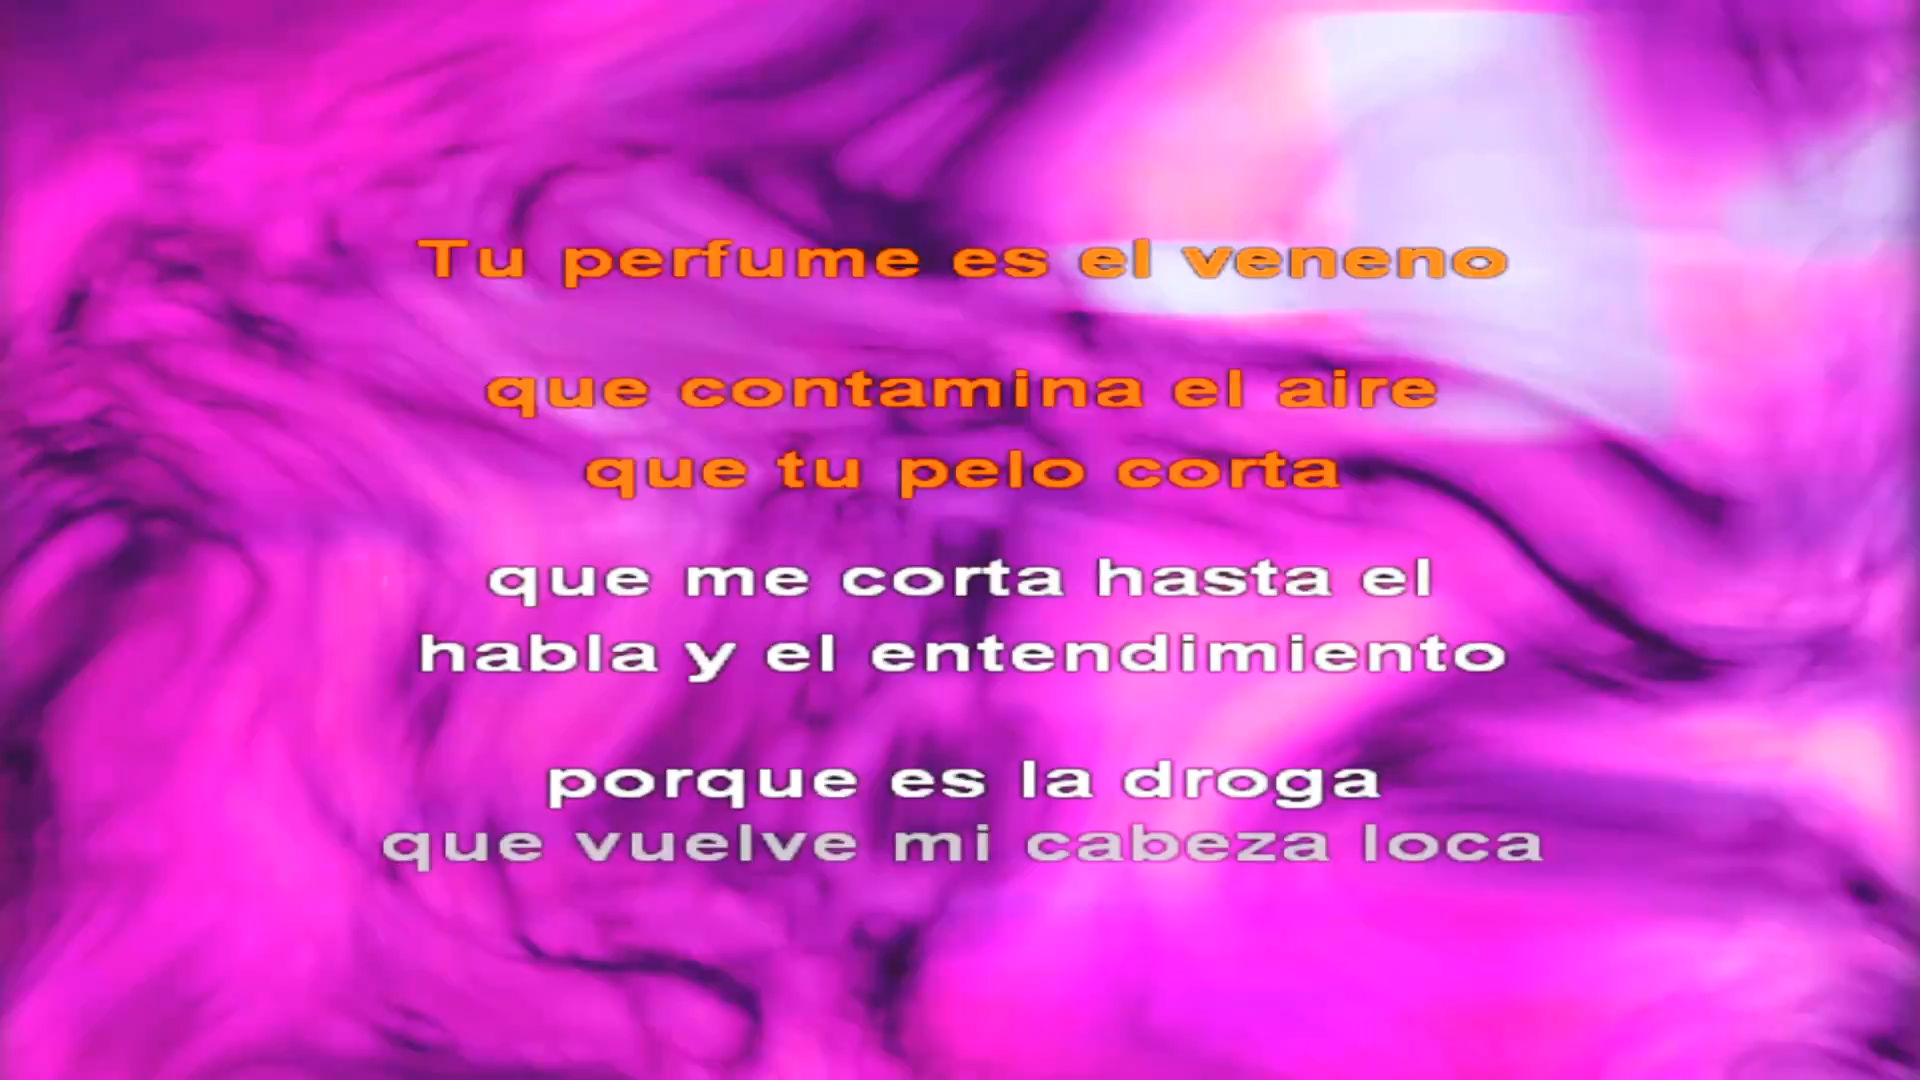 Tu perfume es el veneno
que contamina el aire
que tu pelo corta
que me corta hasta el
habla y el entendimiento
porque es la droga
que vuelve mi cabeza loca